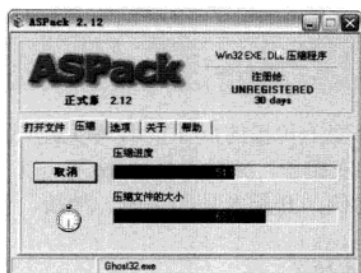 ASPack 2.12
ASPack
正式版 2.12
Win32 EXE, DLL 压缩程序
注册给:
UNREGISTERED
30 days
打开文件 压缩 选项 关于 帮助
取消
压缩进度
压缩文件的大小
Ghost32.exe